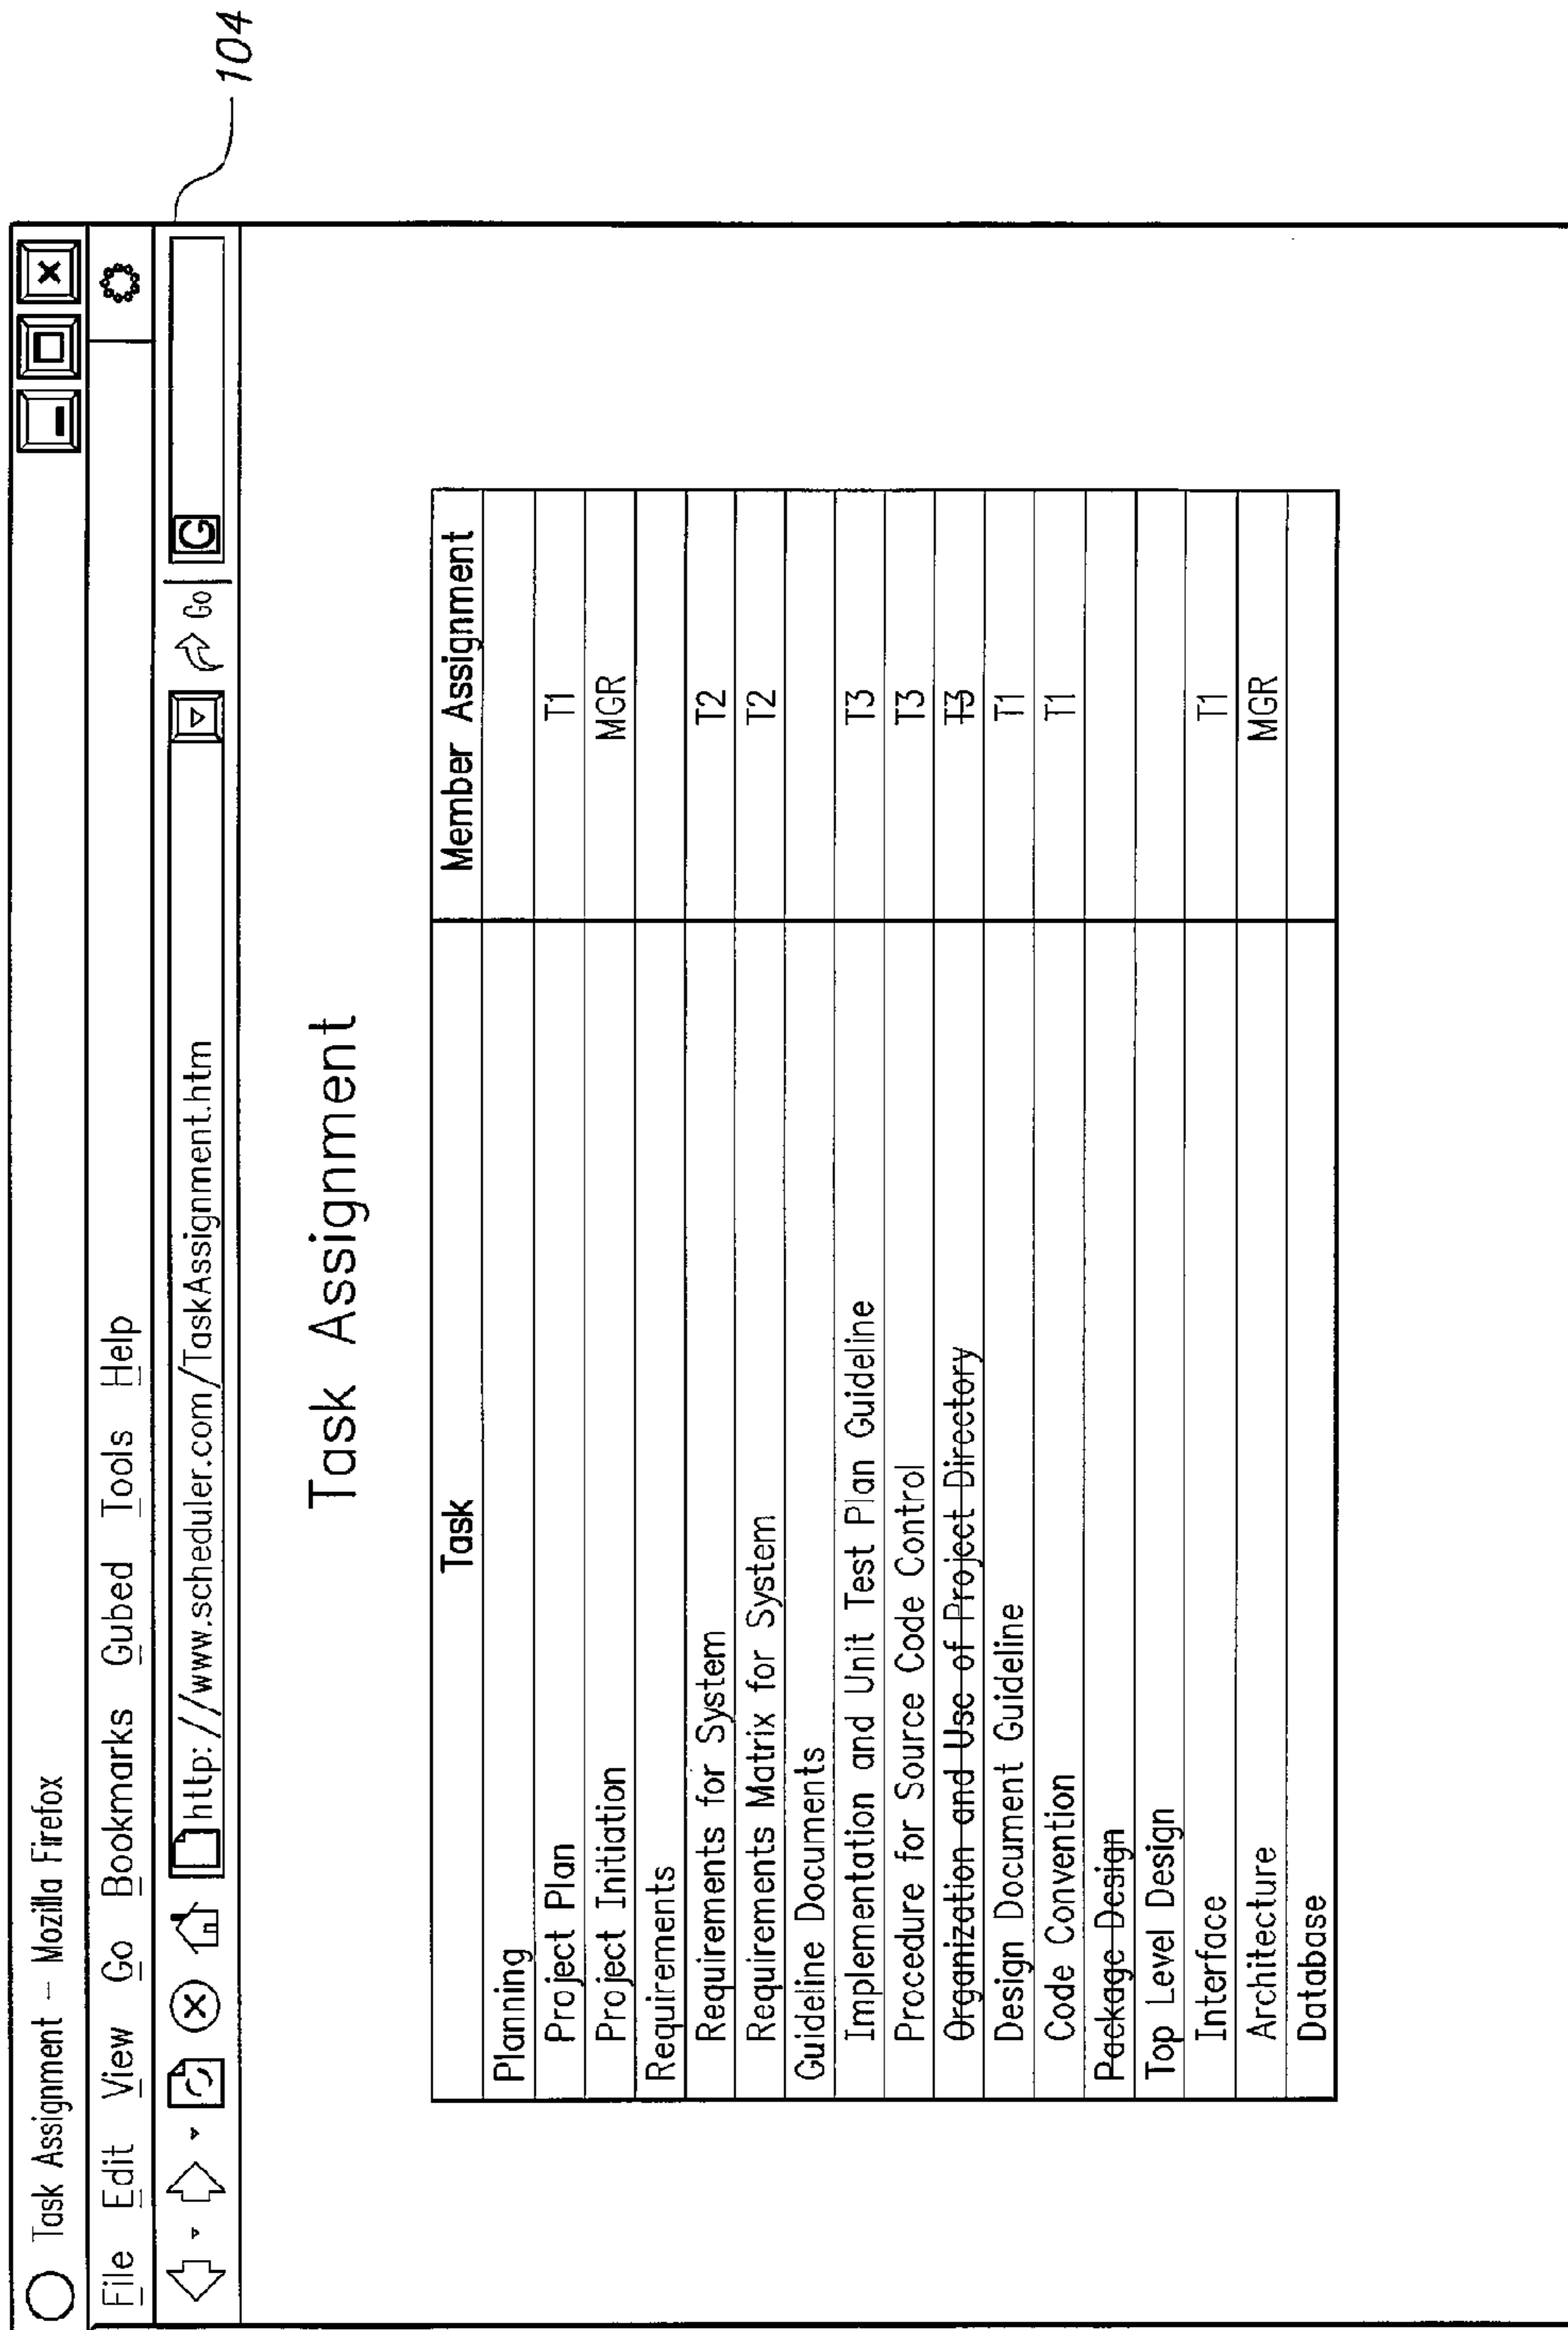 Task Assignment – Mozilla Firefox
File Edit View Go Bookmarks Gubed Tools Help
http://www.scheduler.com/TaskAssignment.htm Go G
104
Task Assignment
Task Member Assignment
Planning
Project Plan T1
Project Initiation MGR
Requirements
Requirements for System T2
Requirements Matrix for System T2
Guideline Documents
Implementation and Unit Test Plan Guideline T3
Procedure for Source Code Control T3
Organization and Use of Project Directory T3
Design Document Guideline T1
Code Convention T1
Package Design
Top Level Design
Interface T1
Architecture MGR
Database